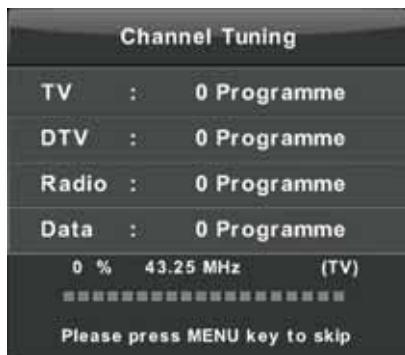 Channel Tuning
TV : 0 Programme
DTV : 0 Programme
Radio : 0 Programme
Data : 0 Programme
0 % 43.25 MHz (TV)
Please press MENU key to skip